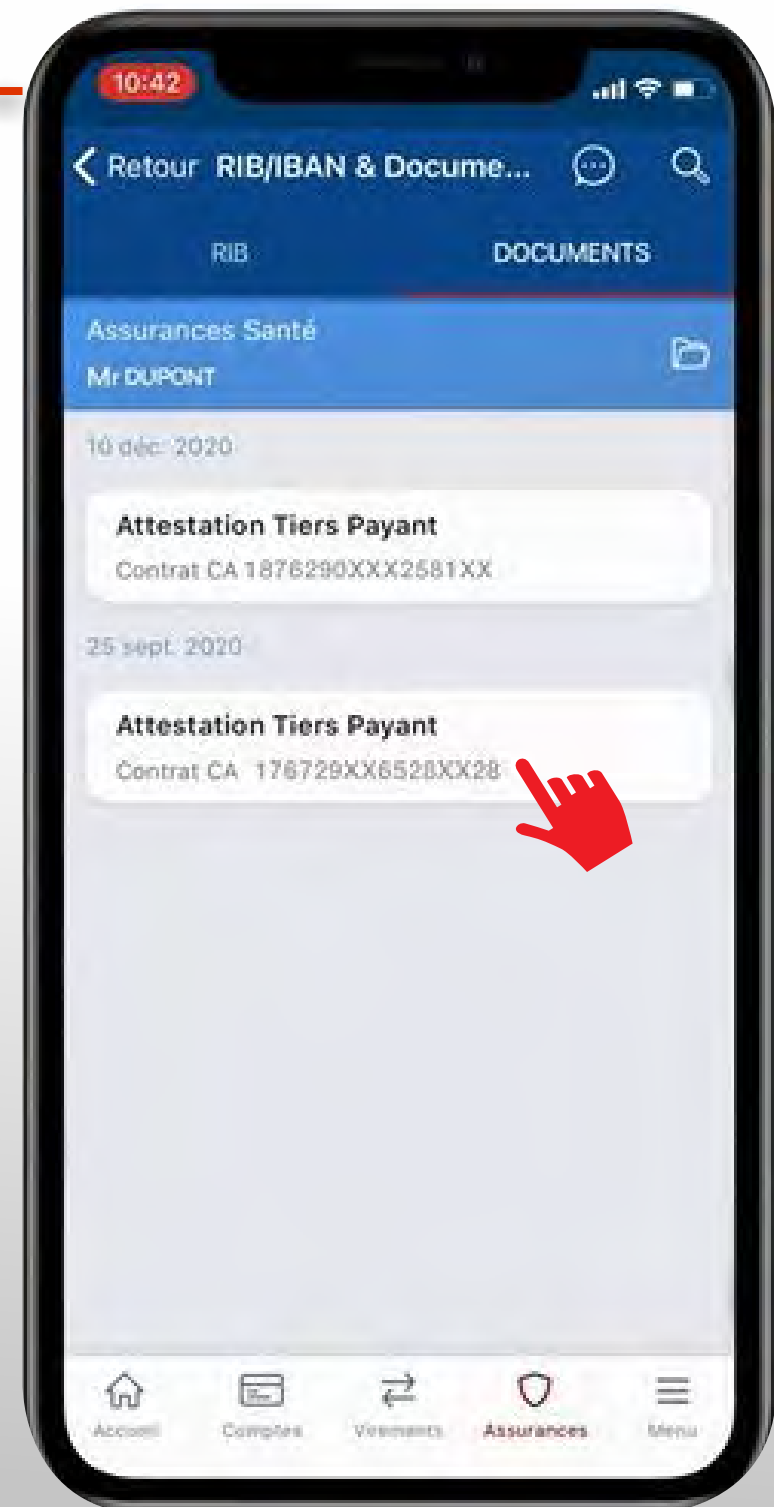 10:42
Retour RIB/IBAN & Docume...
RIB DOCUMENTS
Assurances Santé
Mr DUPONT
10 déc. 2020
Attestation Tiers Payant
Contrat CA 1876290XXX2581XX
25 sept. 2020
Attestation Tiers Payant
Contrat CA 176729XX6528XX28
Accueil Comptes Virements Assurances Menu